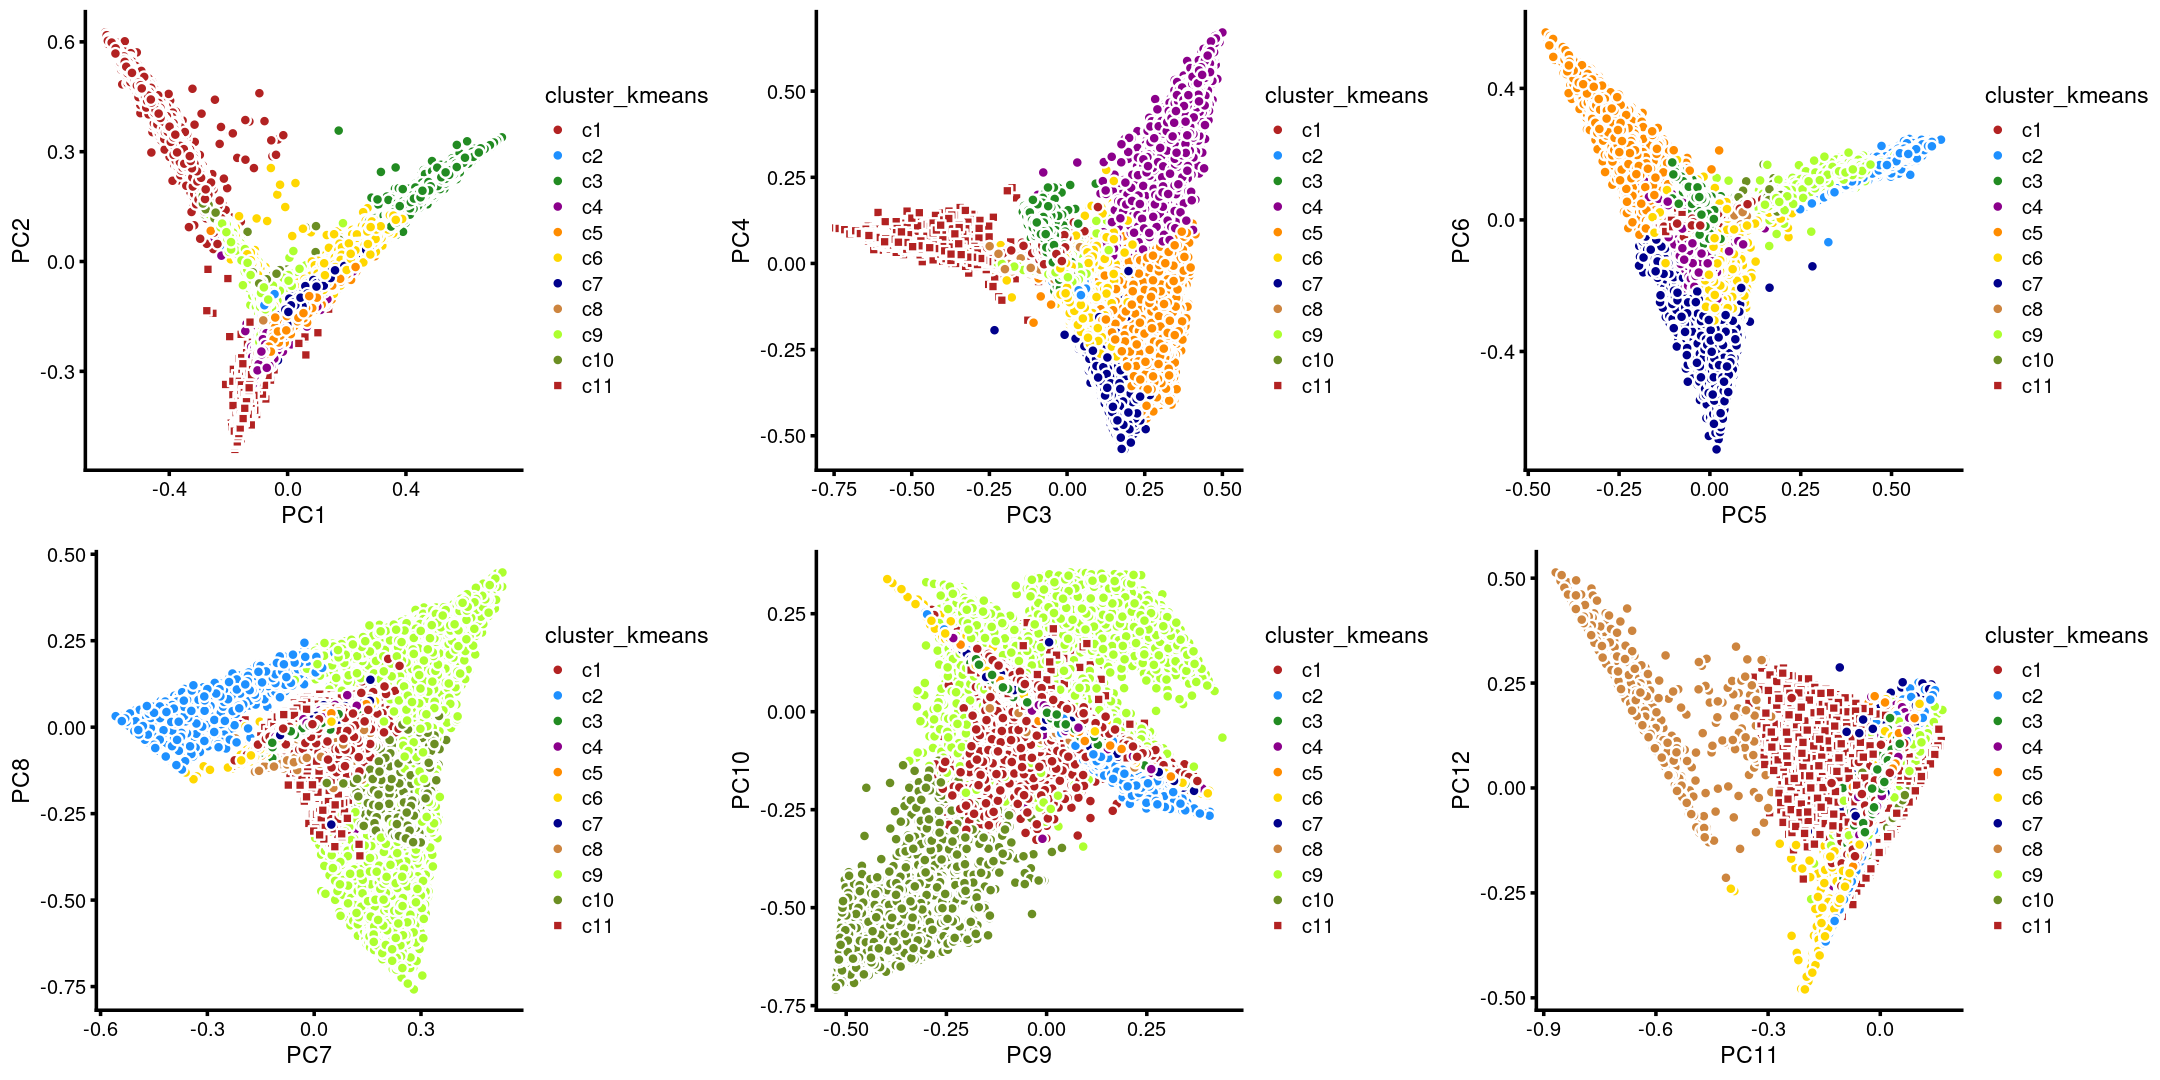 0.6
0.3
0.0
-0.3
PC2
-0.4 0.0 0.4
PC1
cluster_kmeans
c1
c2
c3
c4
c5
c6
c7
c8
c9
c10
c11
0.50
0.25
0.00
-0.25
-0.50
PC4
-0.75 -0.50 -0.25 0.00 0.25 0.50
PC3
cluster_kmeans
c1
c2
c3
c4
c5
c6
c7
c8
c9
c10
c11
0.4
0.0
-0.4
PC6
-0.50 -0.25 0.00 0.25 0.50
PC5
cluster_kmeans
c1
c2
c3
c4
c5
c6
c7
c8
c9
c10
c11
0.50
0.25
0.00
-0.25
-0.50
-0.75
PC8
-0.6 -0.3 0.0 0.3
PC7
cluster_kmeans
c1
c2
c3
c4
c5
c6
c7
c8
c9
c10
c11
0.25
0.00
-0.25
-0.50
-0.75
PC10
-0.50 -0.25 0.00 0.25
PC9
cluster_kmeans
c1
c2
c3
c4
c5
c6
c7
c8
c9
c10
c11
0.50
0.25
0.00
-0.25
-0.50
PC12
-0.9 -0.6 -0.3 0.0
PC11
cluster_kmeans
c1
c2
c3
c4
c5
c6
c7
c8
c9
c10
c11